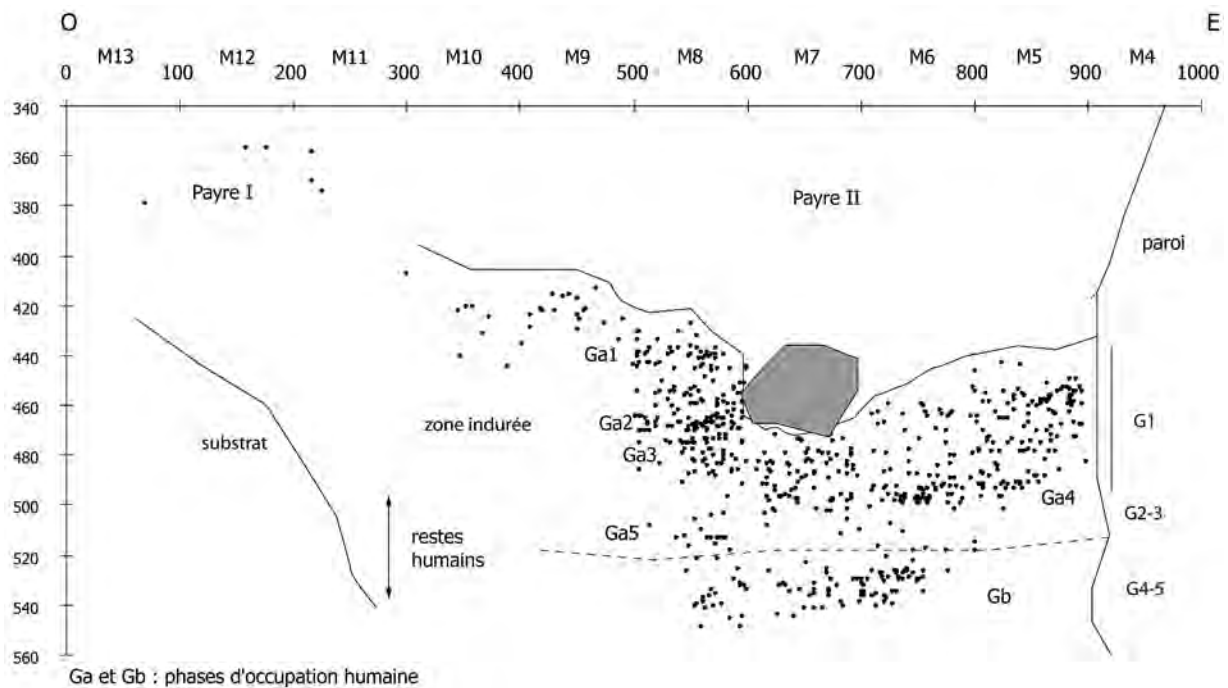 O E
M13 M12 M11 M10 M9 M8 M7 M6 M5 M4
0 100 200 300 400 500 600 700 800 900 1000
340
360
Payre I Payre II
380
paroi
400
420
Ga1
440
460
substrat zone indurée Ga2 G1
Ga3
480
Ga4
500
G2-3
restes
humains
Ga5
520
540
Gb G4-5
560
Ga et Gb : phases d'occupation humaine